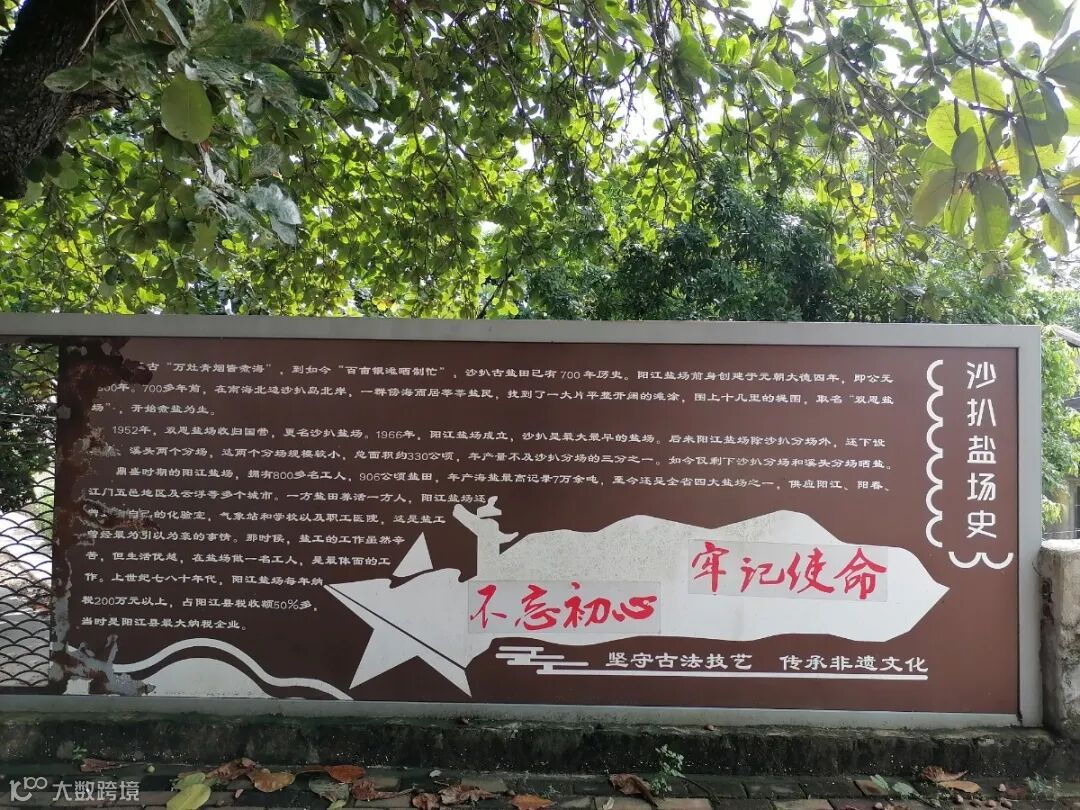 沙扒盐场史
古“万灶青烟皆煮海”，到如今“百亩银滩晒制忙”，沙扒古盐田已有700年历史。阳江盐场前身创建于元朝大德四年，即公元
年。700多年前，在南海北边沙扒岛北岸，一群傍海而居莘莘盐民，找到了一大片平整开阔的滩涂，围上十几里的堤围，取名“双恩盐
场”，开始煮盐为生。
1952年，双恩盐场收归国营，更名沙扒盐场。1966年，阳江盐场成立，沙扒是最大最早的盐场。后来阳江盐场除沙扒分场外，还下设
、溪头两个分场，这两个分场规模较小，总面积约330公顷，年产量不及沙扒分场的三分之一。如今仅剩下沙扒分场和溪头分场晒盐。
鼎盛时期的阳江盐场，拥有800多名工人，906公顷盐田，年产海盐最高记录7万余吨，至今还是全省四大盐场之一，供应阳江、阳春、
江门五邑地区及云浮等多个城市。一方盐田养活一方人，阳江盐场还
的化验室，气象站和学校以及职工医院，这是盐工
曾经最为引以为豪的事情。那时候，盐工的工作虽然辛
苦，但生活优越，在盐场做一名工人，是最体面的工
作。上世纪七八十年代，阳江盐场每年纳
税200万元以上，占阳江县税收额50%多，
当时是阳江县最大纳税企业。
不忘初心
牢记使命
坚守古法技艺 传承非遗文化
大数跨境